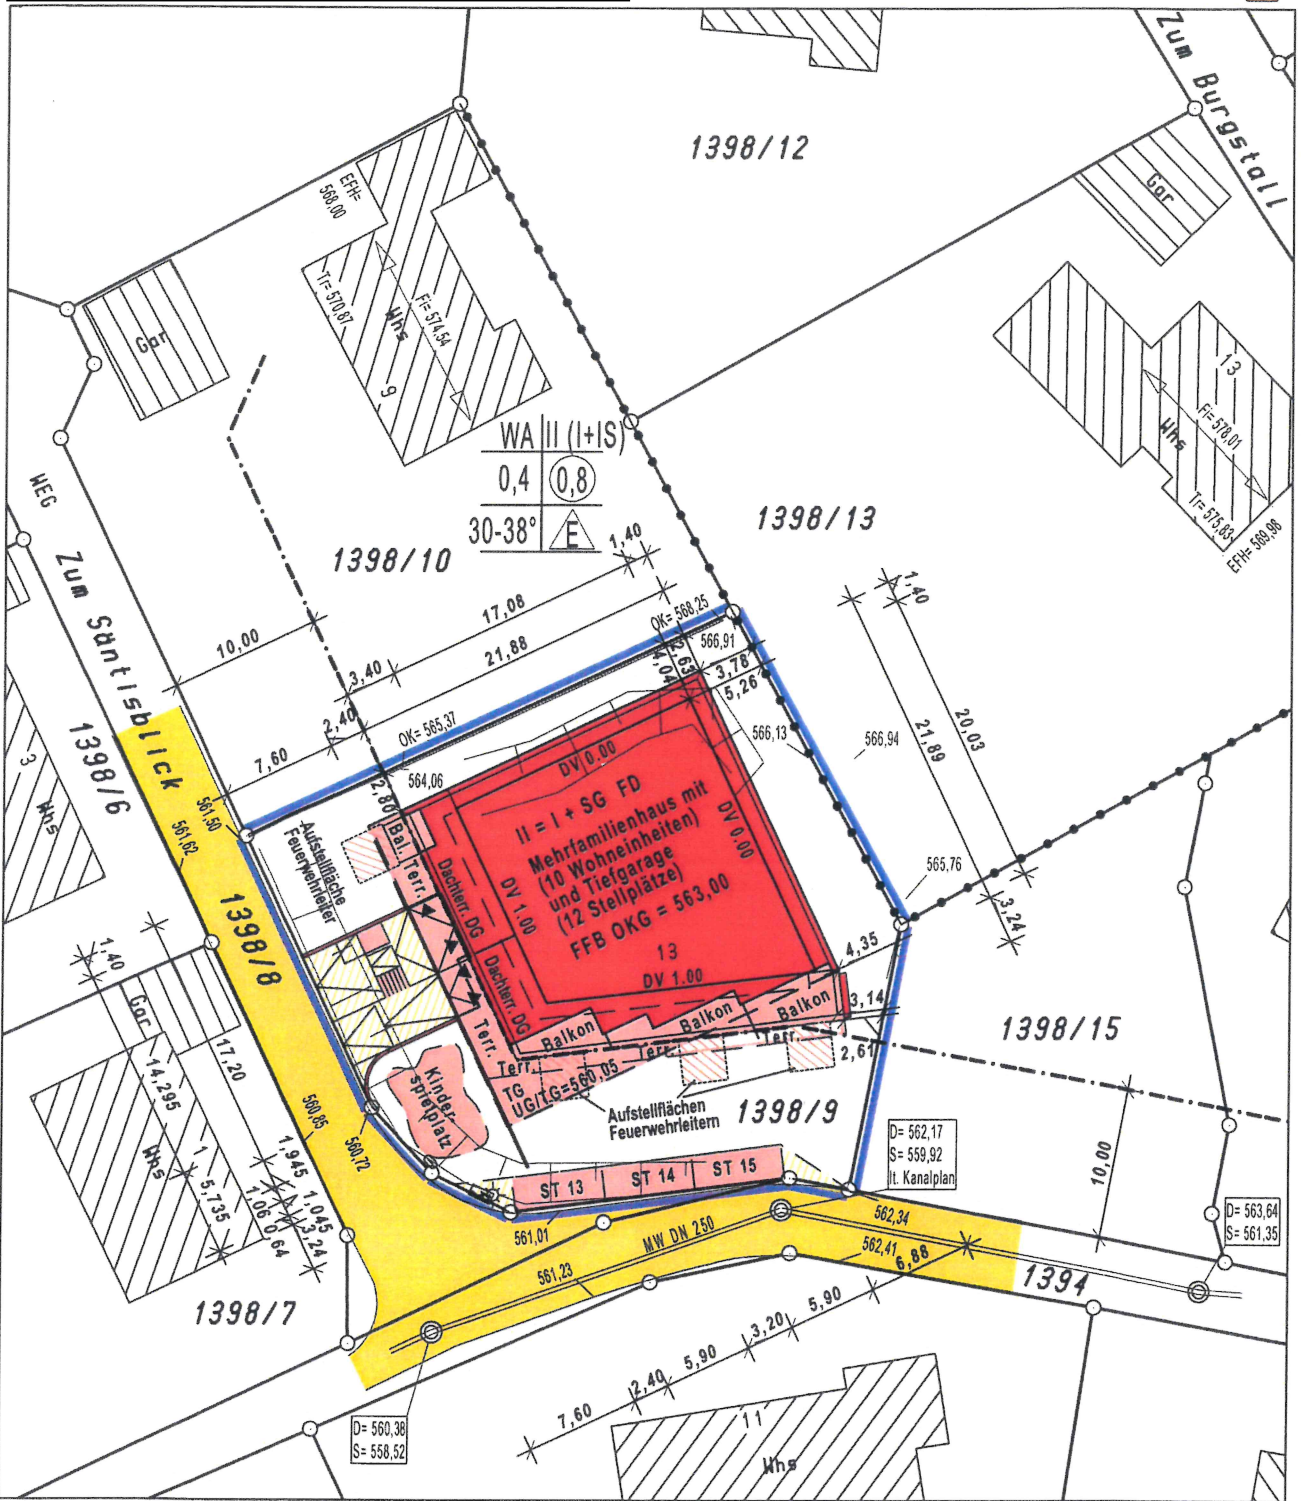 Zum Burgstall
1398/12
Gar
EFH=
568,00
Tr= 570,87
Fi= 574,54
Whs
9
Gar
13
Fi= 578,01
Whs
Tr= 575,83
EFH= 569,98
WA II (I+IS)
0,4 0,8
30-38° E
WEG Zum Säntisblick
1398/10
1398/13
1,40
17,08
21,88
10,00
3,40
2,40
7,60
OK= 568,25
566,91
2,63
4,04
3,78
5,26
OK= 565,37
564,06
2,80
566,13
566,94
1,40
20,03
21,89
565,76
3,24
1398/6
3
Whs
561,50
561,62
Aufstellfläche
Feuerwehrleiter
Bal.
Terr.
Dachterr. DG
Dachterr. DG
DV 0.00
DV 0.00
DV 1.00
DV 1.00
II = I + SG FD
Mehrfamilienhaus mit
(10 Wohneinheiten)
und Tiefgarage
(12 Stellplätze)
FFB OKG = 563,00
13
4,35
3,14
2,61
Balkon
Balkon
Balkon
Terr.
Terr.
Terr.
Terr.
TG
UG/TG=560,05
Aufstellflächen
Feuerwehrleitern
1398/9
1398/15
1398/8
1,40
Gar
17,20
14,295
1
5,735
Whs
1,945
1,045
1,06
0,64
3,24
560,85
560,72
Kinder-
spielplatz
ST 13
ST 14
ST 15
D= 562,17
S= 559,92
lt. Kanalplan
10,00
D= 563,64
S= 561,35
561,01
MW DN 250
562,34
562,41
6,88
561,23
1394
1398/7
5,90
3,20
5,90
2,40
7,60
D= 560,38
S= 558,52
11
Whs